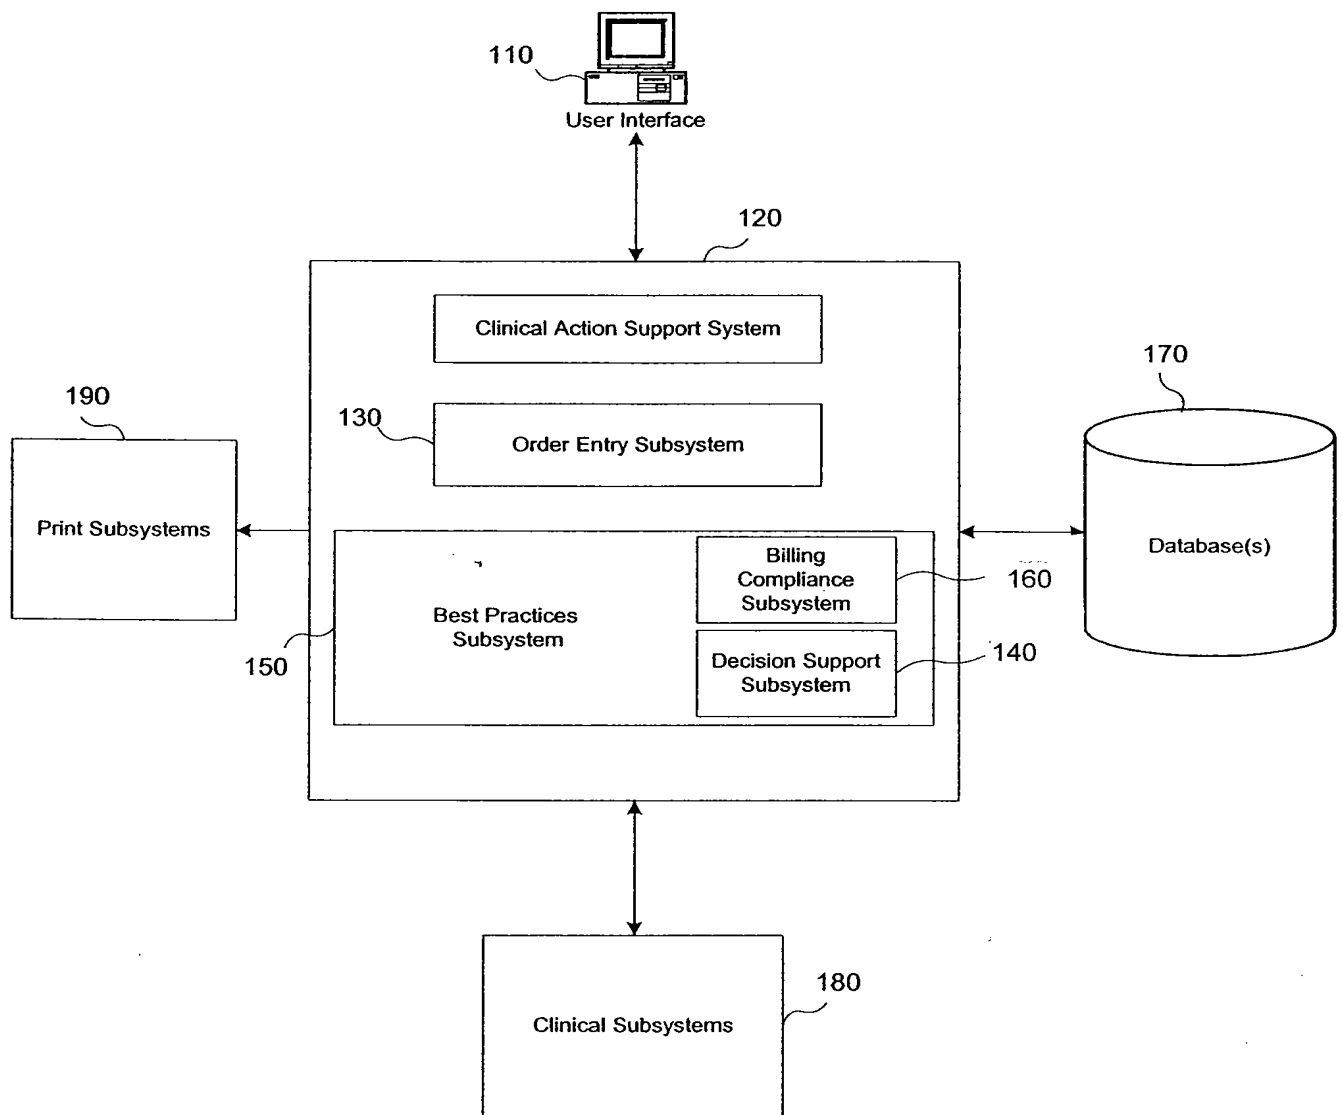 110
User Interface
120
Clinical Action Support System
170
190
130
Order Entry Subsystem
Print Subsystems
Billing
Compliance
Subsystem
160
Database(s)
Best Practices
Subsystem
150
Decision Support
Subsystem
140
180
Clinical Subsystems